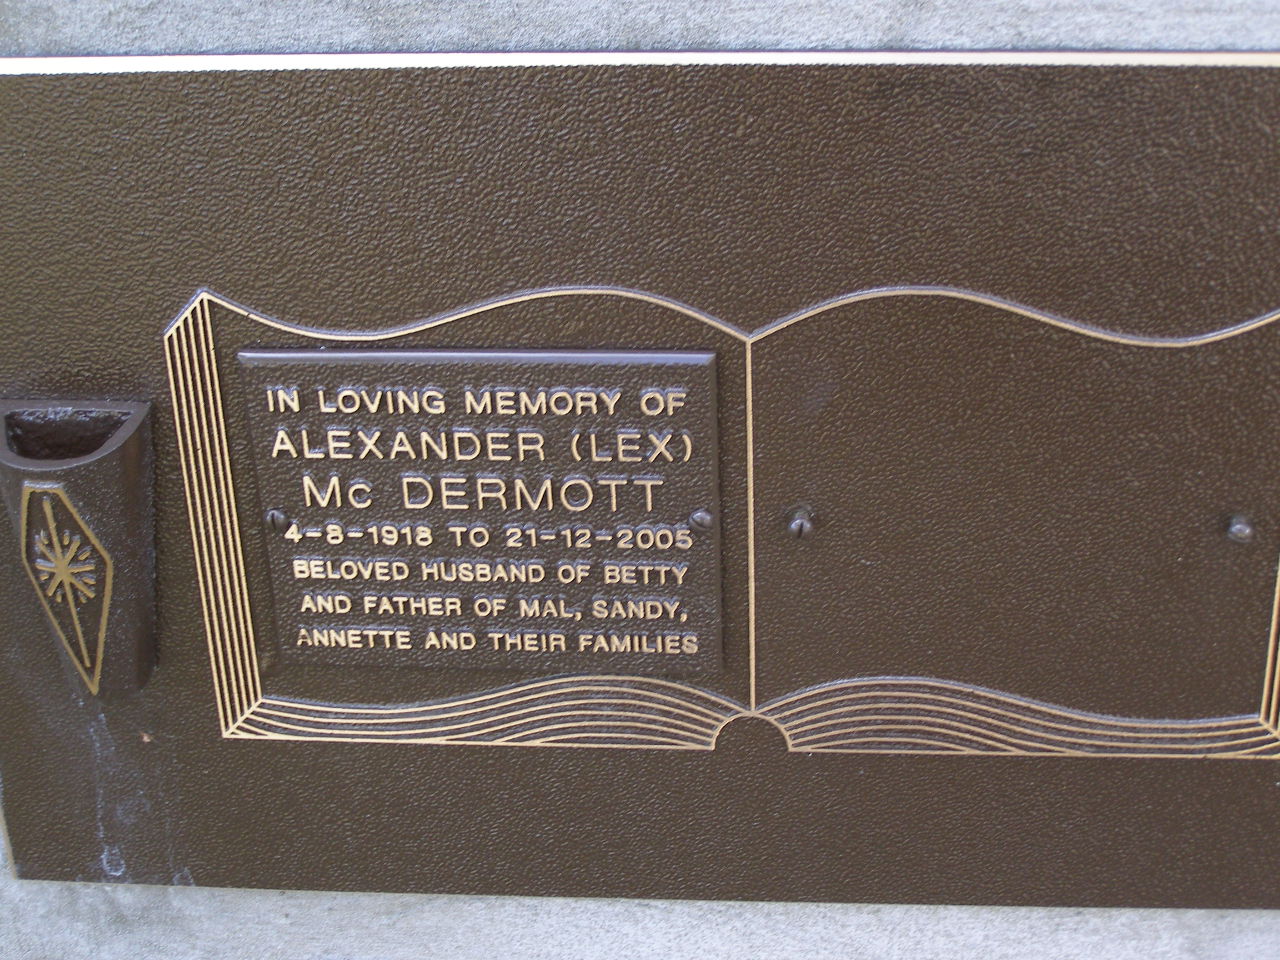 IN LOVING MEMORY OF
ALEXANDER (LEX)
Mc DERMOTT
4-8-1918 TO 21-12-2005
BELOVED HUSBAND OF BETTY
AND FATHER OF MAL, SANDY,
ANNETTE AND THEIR FAMILIES